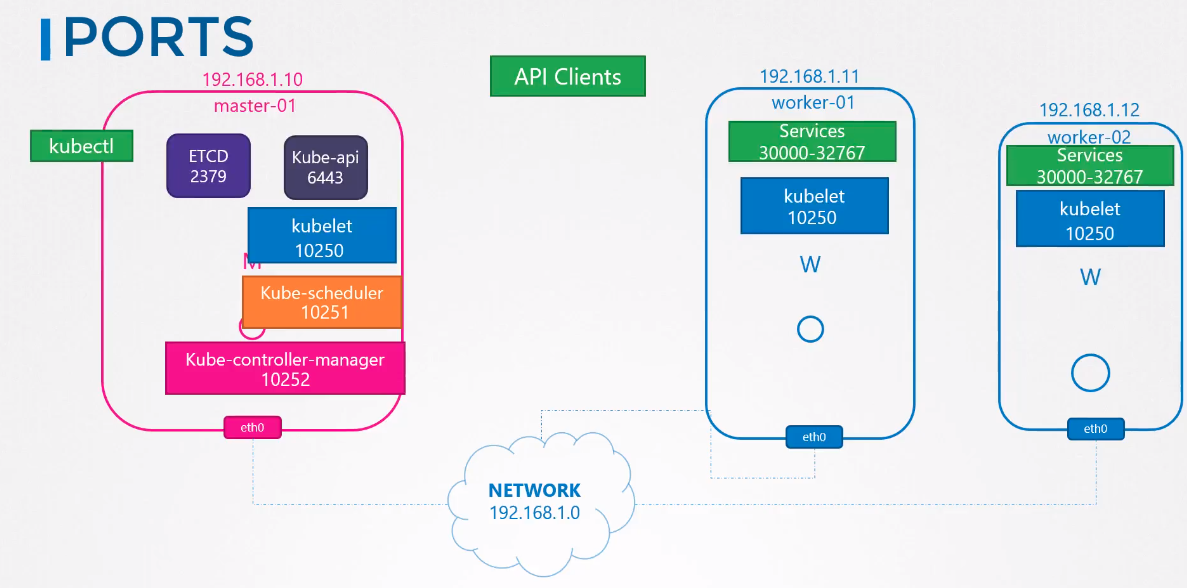 PORTS
192.168.1.10
master-01
kubectl
ETCD
2379
Kube-api
6443
kubelet
10250
M
Kube-scheduler
10251
Kube-controller-manager
10252
eth0
API Clients
192.168.1.11
worker-01
Services
30000-32767
kubelet
10250
W
eth0
192.168.1.12
worker-02
Services
30000-32767
kubelet
10250
W
eth0
NETWORK
192.168.1.0